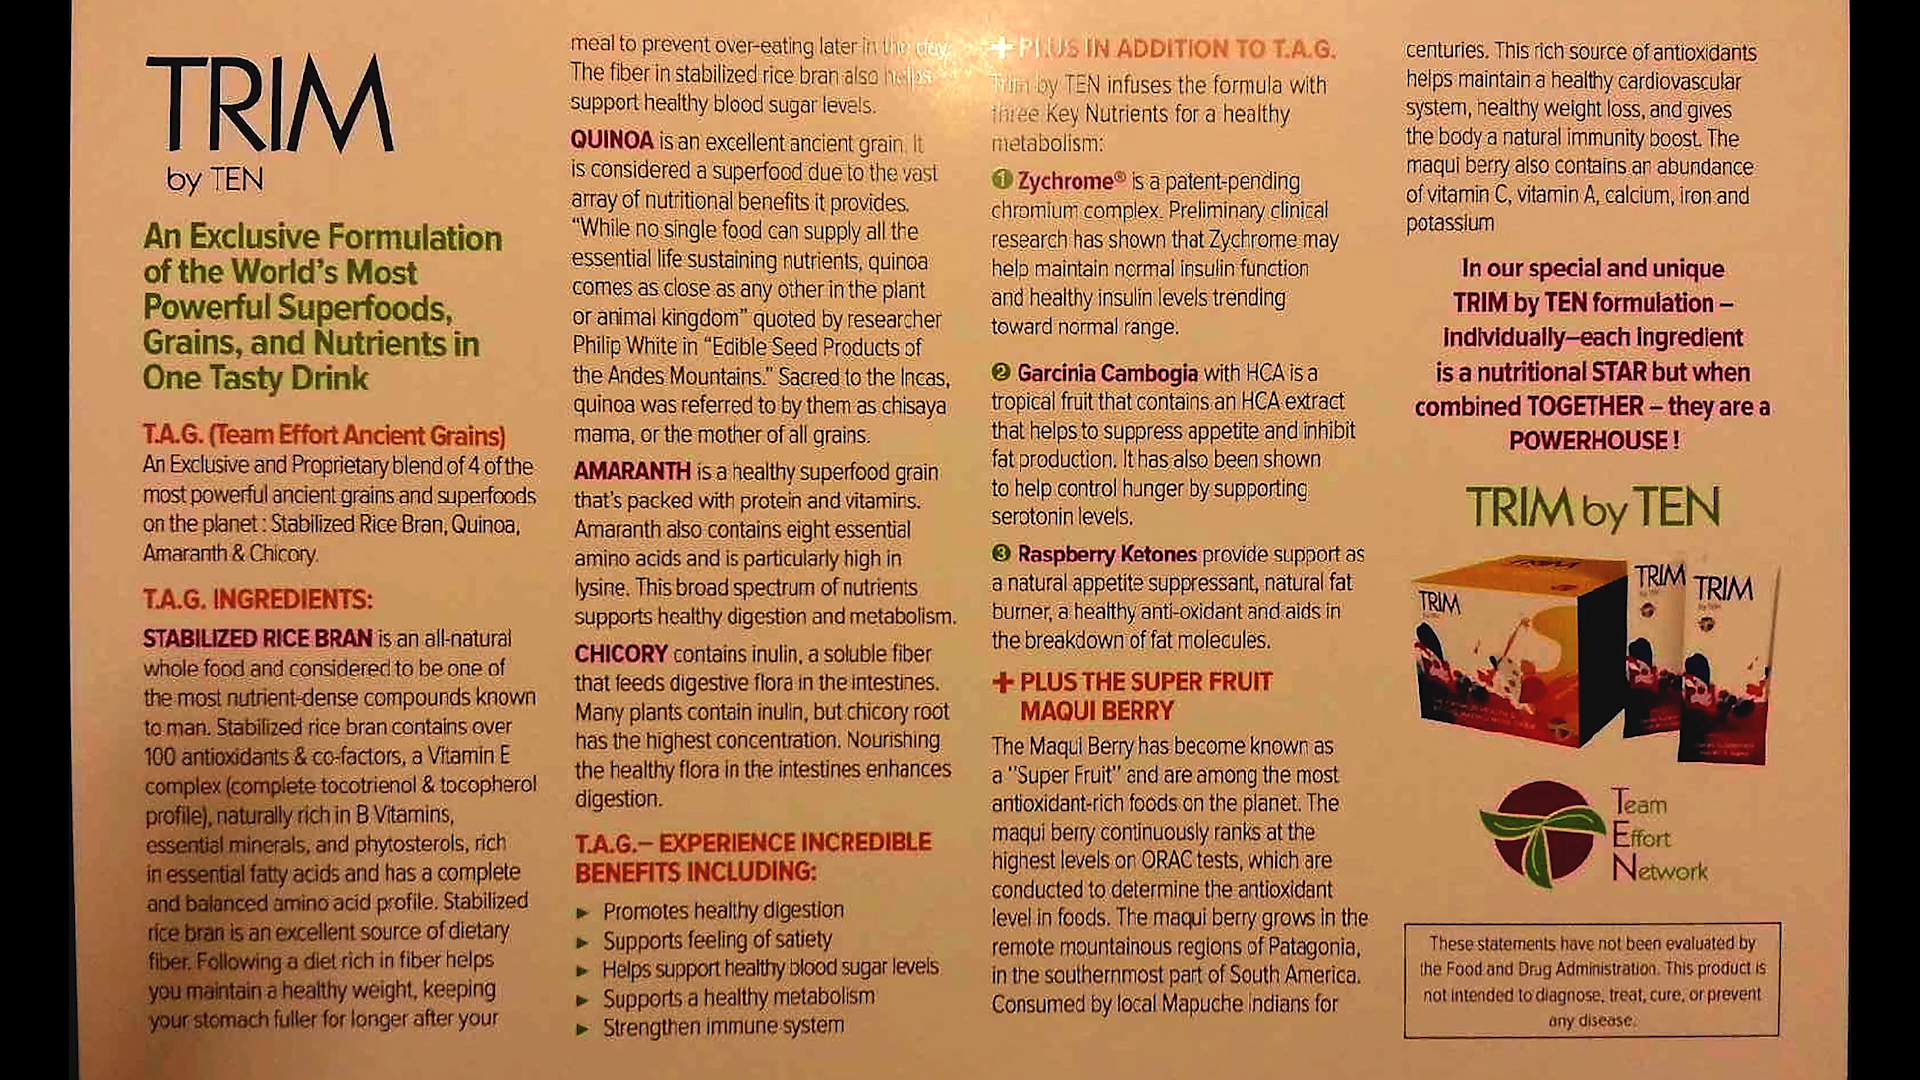 TRIM
by TEN
An Exclusive Formulation
of the World's Most
Powerful Superfoods,
Grains, and Nutrients in
One Tasty Drink
T.A.G. (Team Effort Ancient Grains)
An Exclusive and Proprietary blend of 4 of the
most powerful ancient grains and superfoods
on the planet : Stabilized Rice Bran, Quinoa,
Amaranth & Chicory.
T.A.G. INGREDIENTS:
STABILIZED RICE BRAN is an all-natural
whole food and considered to be one of
the most nutrient-dense compounds known
to man. Stabilized rice bran contains over
100 antioxidants & co-factors, a Vitamin E
complex (complete tocotrienol & tocopherol
profile), naturally rich in B Vitamins,
essential minerals, and phytosterols, rich
in essential fatty acids and has a complete
and balanced amino acid profile. Stabilized
rice bran is an excellent source of dietary
fiber. Following a diet rich in fiber helps
you maintain a healthy weight, keeping
your stomach fuller for longer after your
meal to prevent over-eating later in the day.
The fiber in stabilized rice bran also helps
support healthy blood sugar levels.
QUINOA is an excellent ancient grain. It
is considered a superfood due to the vast
array of nutritional benefits it provides.
"While no single food can supply all the
essential life sustaining nutrients, quinoa
comes as close as any other in the plant
or animal kingdom" quoted by researcher
Philip White in "Edible Seed Products of
the Andes Mountains." Sacred to the Incas,
quinoa was referred to by them as chisaya
mama, or the mother of all grains.
AMARANTH is a healthy superfood grain
that's packed with protein and vitamins.
Amaranth also contains eight essential
amino acids and is particularly high in
lysine. This broad spectrum of nutrients
supports healthy digestion and metabolism.
CHICORY contains inulin, a soluble fiber
that feeds digestive flora in the intestines.
Many plants contain inulin, but chicory root
has the highest concentration. Nourishing
the healthy flora in the intestines enhances
digestion.
T.A.G.– EXPERIENCE INCREDIBLE
BENEFITS INCLUDING:
► Promotes healthy digestion
► Supports feeling of satiety
► Helps support healthy blood sugar levels
► Supports a healthy metabolism
► Strengthen immune system
+ PLUS IN ADDITION TO T.A.G.
Trim by TEN infuses the formula with
three Key Nutrients for a healthy
metabolism:
1 Zychrome® is a patent-pending
chromium complex. Preliminary clinical
research has shown that Zychrome may
help maintain normal insulin function
and healthy insulin levels trending
toward normal range.
2 Garcinia Cambogia with HCA is a
tropical fruit that contains an HCA extract
that helps to suppress appetite and inhibit
fat production. It has also been shown
to help control hunger by supporting
serotonin levels.
3 Raspberry Ketones provide support as
a natural appetite suppressant, natural fat
burner, a healthy anti-oxidant and aids in
the breakdown of fat molecules.
+ PLUS THE SUPER FRUIT
MAQUI BERRY
The Maqui Berry has become known as
a "Super Fruit" and are among the most
antioxidant-rich foods on the planet. The
maqui berry continuously ranks at the
highest levels on ORAC tests, which are
conducted to determine the antioxidant
level in foods. The maqui berry grows in the
remote mountainous regions of Patagonia,
in the southernmost part of South America.
Consumed by local Mapuche Indians for
centuries. This rich source of antioxidants
helps maintain a healthy cardiovascular
system, healthy weight loss, and gives
the body a natural immunity boost. The
maqui berry also contains an abundance
of vitamin C, vitamin A, calcium, iron and
potassium
In our special and unique
TRIM by TEN formulation –
individually–each ingredient
is a nutritional STAR but when
combined TOGETHER – they are a
POWERHOUSE !
TRIM by TEN
TRIM
TRIM
TRIM
TRIM
Team
Effort
Network
These statements have not been evaluated by
the Food and Drug Administration. This product is
not intended to diagnose, treat, cure, or prevent
any disease.